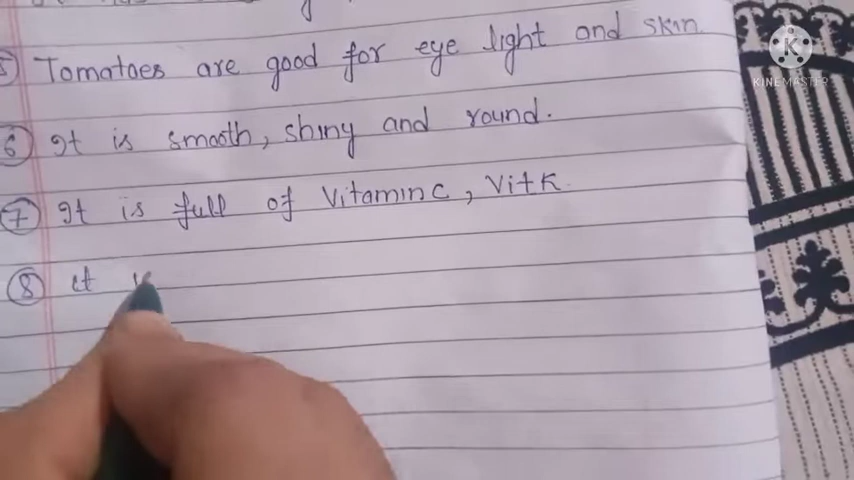 5) Tomatoes are good for eye light and skin.
6 It is smooth, shiny and round.
7 It is full of Vitamin C, Vit K.
8 it
K
KINEMASTER